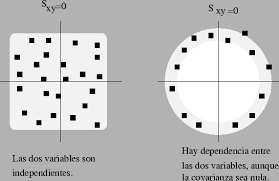 Sxy=0
S xy =0
Las dos variables son
independientes.
Hay dependencia entre
las dos variables, aunque
la covarianza sea nula.